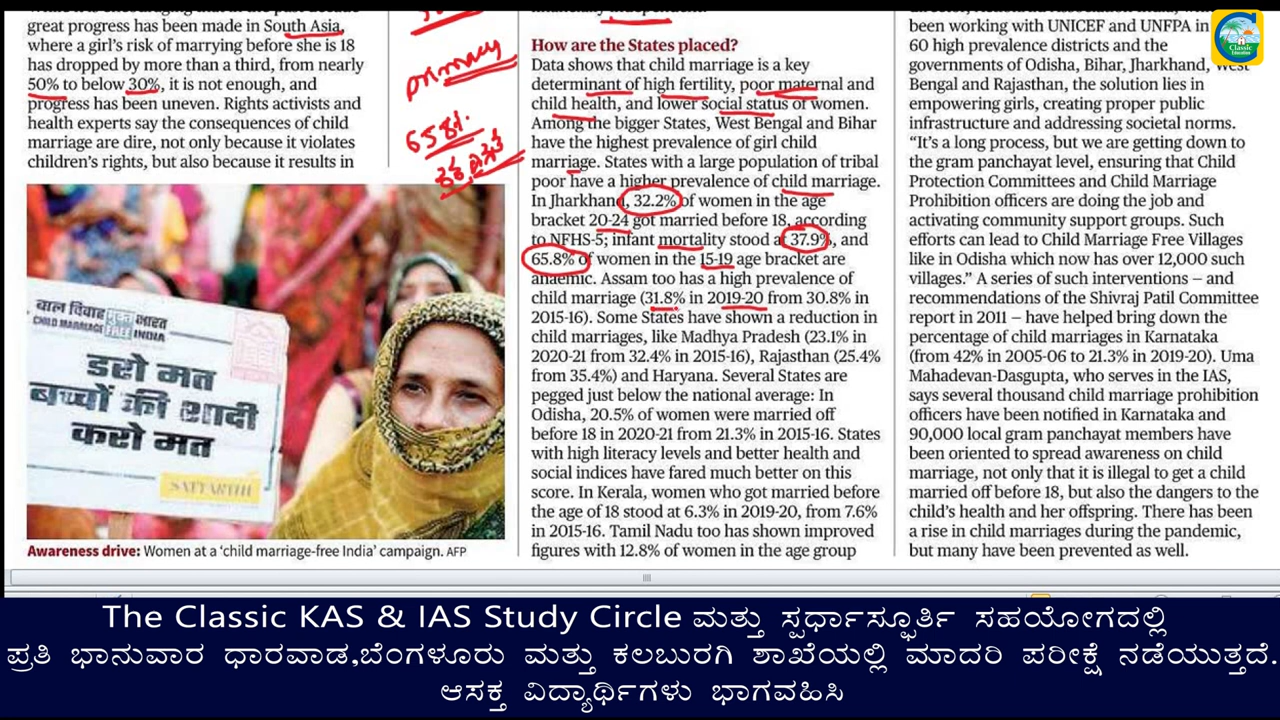 great progress has been made in South Asia,
where a girl's risk of marrying before she is 18
has dropped by more than a third, from nearly
50% to below 30%, it is not enough, and
progress has been uneven. Rights activists and
health experts say the consequences of child
marriage are dire, not only because it violates
children's rights, but also because it results in
primacy
65.8%
बाल विवाह मुक्त भारत
CHILD MARRIAGE FREE INDIA
डरो मत
बच्चों की शादी
करो मत
SATYARTHI
Awareness drive: Women at a 'child marriage-free India' campaign. AFP
How are the States placed?
Data shows that child marriage is a key
determinant of high fertility, poor maternal and
child health, and lower social status of women.
Among the bigger States, West Bengal and Bihar
have the highest prevalence of girl child
marriage. States with a large population of tribal
poor have a higher prevalence of child marriage.
In Jharkhand, 32.2% of women in the age
bracket 20-24 got married before 18, according
to NFHS-5; infant mortality stood at 37.9%, and
65.8% of women in the 15-19 age bracket are
anaemic. Assam too has a high prevalence of
child marriage (31.8% in 2019-20 from 30.8% in
2015-16). Some States have shown a reduction in
child marriages, like Madhya Pradesh (23.1% in
2020-21 from 32.4% in 2015-16), Rajasthan (25.4%
from 35.4%) and Haryana. Several States are
pegged just below the national average: In
Odisha, 20.5% of women were married off
before 18 in 2020-21 from 21.3% in 2015-16. States
with high literacy levels and better health and
social indices have fared much better on this
score. In Kerala, women who got married before
the age of 18 stood at 6.3% in 2019-20, from 7.6%
in 2015-16. Tamil Nadu too has shown improved
figures with 12.8% of women in the age group
been working with UNICEF and UNFPA in
60 high prevalence districts and the
governments of Odisha, Bihar, Jharkhand, West
Bengal and Rajasthan, the solution lies in
empowering girls, creating proper public
infrastructure and addressing societal norms.
"It's a long process, but we are getting down to
the gram panchayat level, ensuring that Child
Protection Committees and Child Marriage
Prohibition officers are doing the job and
activating community support groups. Such
efforts can lead to Child Marriage Free Villages
like in Odisha which now has over 12,000 such
villages." A series of such interventions – and
recommendations of the Shivraj Patil Committee
report in 2011 – have helped bring down the
percentage of child marriages in Karnataka
(from 42% in 2005-06 to 21.3% in 2019-20). Uma
Mahadevan-Dasgupta, who serves in the IAS,
says several thousand child marriage prohibition
officers have been notified in Karnataka and
90,000 local gram panchayat members have
been oriented to spread awareness on child
marriage, not only that it is illegal to get a child
married off before 18, but also the dangers to the
child's health and her offspring. There has been
a rise in child marriages during the pandemic,
but many have been prevented as well.
Classic
Education
The Classic KAS & IAS Study Circle ಮತ್ತು ಸ್ಪರ್ಧಾಸ್ಫೂರ್ತಿ ಸಹಯೋಗದಲ್ಲಿ
ಪ್ರತಿ ಭಾನುವಾರ ಧಾರವಾಡ,ಬೆಂಗಳೂರು ಮತ್ತು ಕಲಬುರಗಿ ಶಾಖೆಯಲ್ಲಿ ಮಾದರಿ ಪರೀಕ್ಷೆ ನಡೆಯುತ್ತದೆ.
ಆಸಕ್ತ ವಿದ್ಯಾರ್ಥಿಗಳು ಭಾಗವಹಿಸಿ